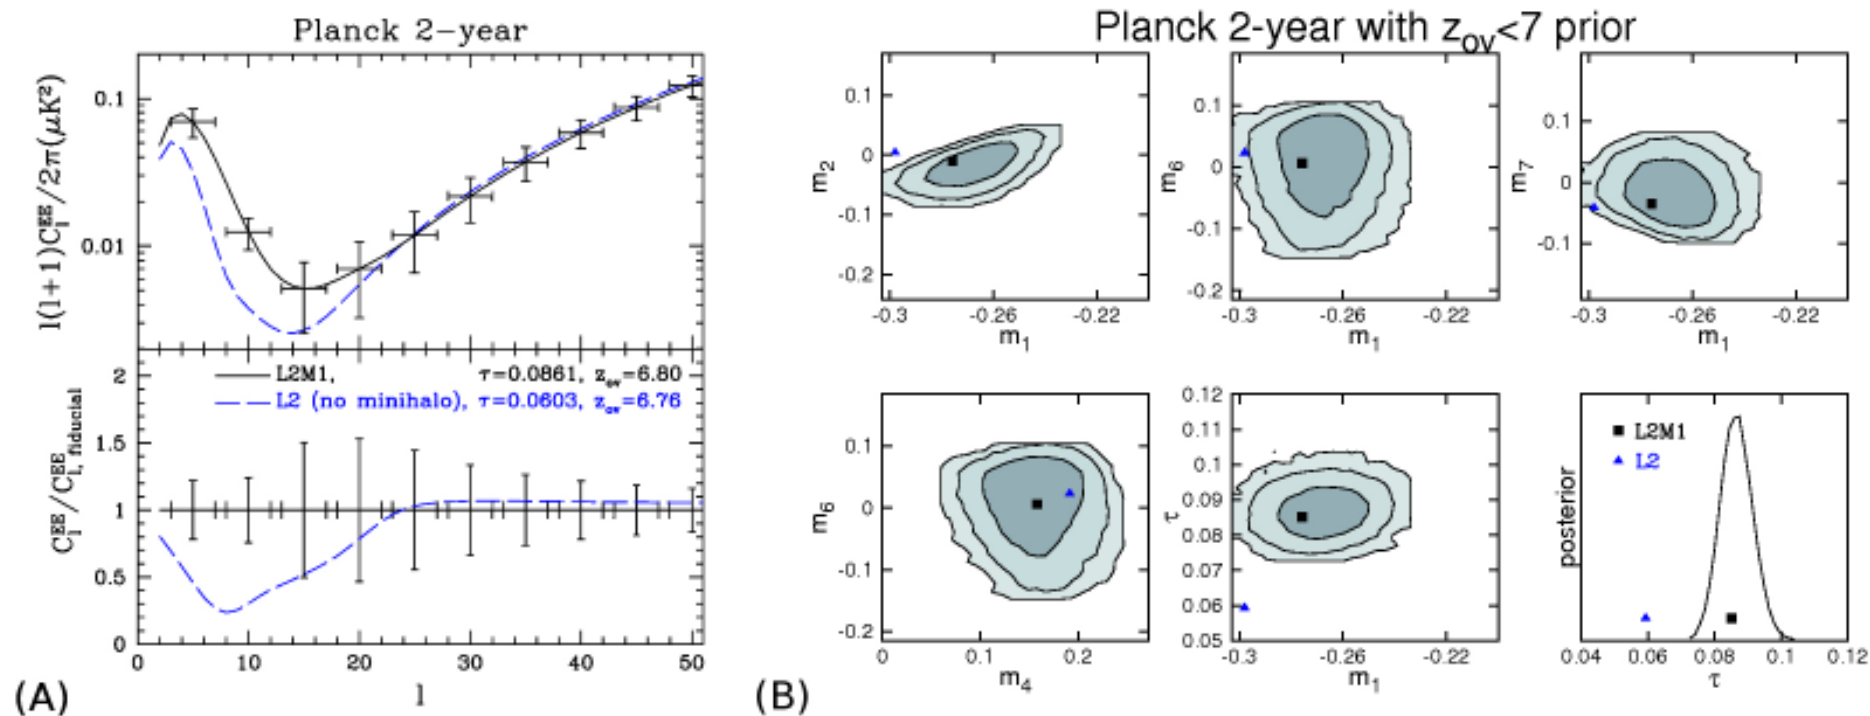 Planck 2-year
l(l+1)C_l^EE/2π(μK²)
0.1
0.01
L2M1, τ=0.0861, z_ov=6.80
L2 (no minihalo), τ=0.0603, z_ov=6.76
C_l^EE/C_l, fiducial^EE
2
1.5
1
0.5
0
0 10 20 30 40 50
l
(A)
Planck 2-year with z_ov<7 prior
m_2
0.1
0
-0.1
-0.2
-0.3 -0.26 -0.22
m_1
m_6
0.1
0
-0.1
-0.2
-0.3 -0.26 -0.22
m_1
m_7
0.1
0
-0.1
-0.3 -0.26 -0.22
m_1
m_6
0.1
0
-0.1
-0.2
0 0.1 0.2
m_4
τ
0.12
0.11
0.1
0.09
0.08
0.07
0.06
0.05
-0.3 -0.26 -0.22
m_1
L2M1
L2
posterior
0.04 0.06 0.08 0.1 0.12
τ
(B)